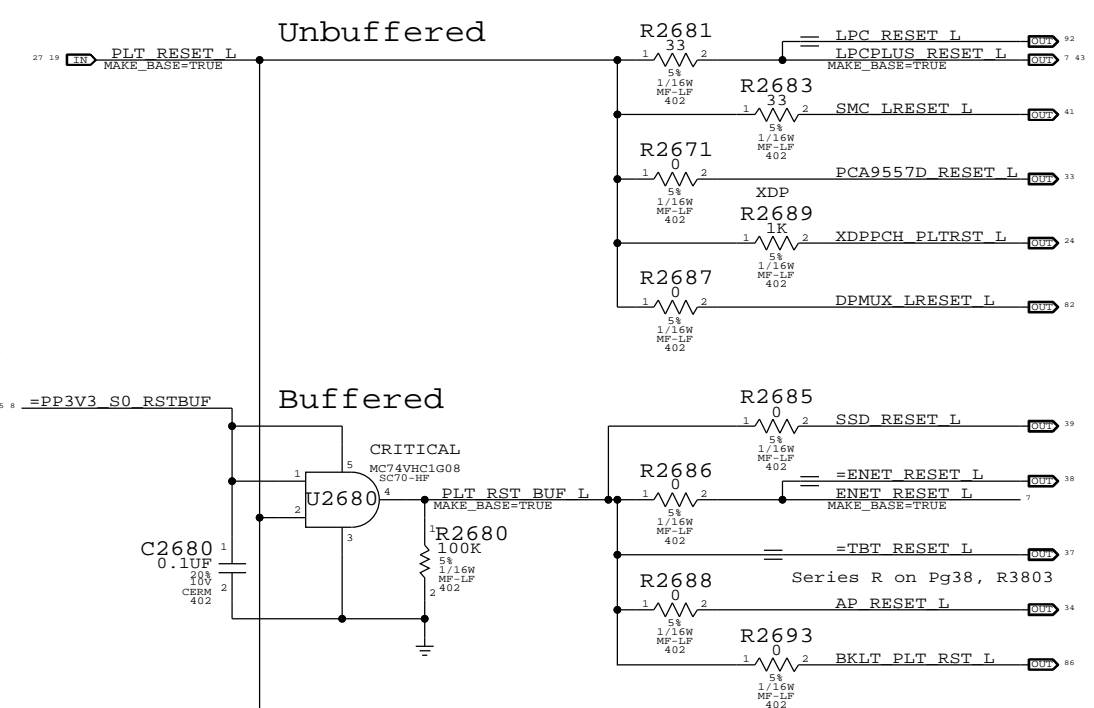 Unbuffered
27 19 IN PLT_RESET_L
MAKE_BASE=TRUE
R2681
33
1 2
5%
1/16W
MF-LF
402
LPC_RESET_L OUT 92
LPCPLUS_RESET_L OUT 7 43
MAKE_BASE=TRUE
R2683
33
1 2
5%
1/16W
MF-LF
402
SMC_LRESET_L OUT 41
R2671
0
1 2
5%
1/16W
MF-LF
402
PCA9557D_RESET_L OUT 33
XDP
R2689
1K
1 2
5%
1/16W
MF-LF
402
XDPPCH_PLTRST_L OUT 24
R2687
0
1 2
5%
1/16W
MF-LF
402
DPMUX_LRESET_L OUT 82
Buffered
8 =PP3V3_S0_RSTBUF
CRITICAL
MC74VHC1G08
SC70-HF
U2680
1
2
3
4
5
C2680
0.1UF
20%
10V
CERM
402
1
2
PLT_RST_BUF_L
MAKE_BASE=TRUE
R2680
100K
5%
1/16W
MF-LF
402
1
2
R2685
0
1 2
5%
1/16W
MF-LF
402
SSD_RESET_L OUT 39
R2686
0
1 2
5%
1/16W
MF-LF
402
=ENET_RESET_L OUT 38
ENET_RESET_L 7
MAKE_BASE=TRUE
=TBT_RESET_L OUT 37
Series R on Pg38, R3803
R2688
0
1 2
5%
1/16W
MF-LF
402
AP_RESET_L OUT 34
R2693
0
1 2
5%
1/16W
MF-LF
402
BKLT_PLT_RST_L OUT 86